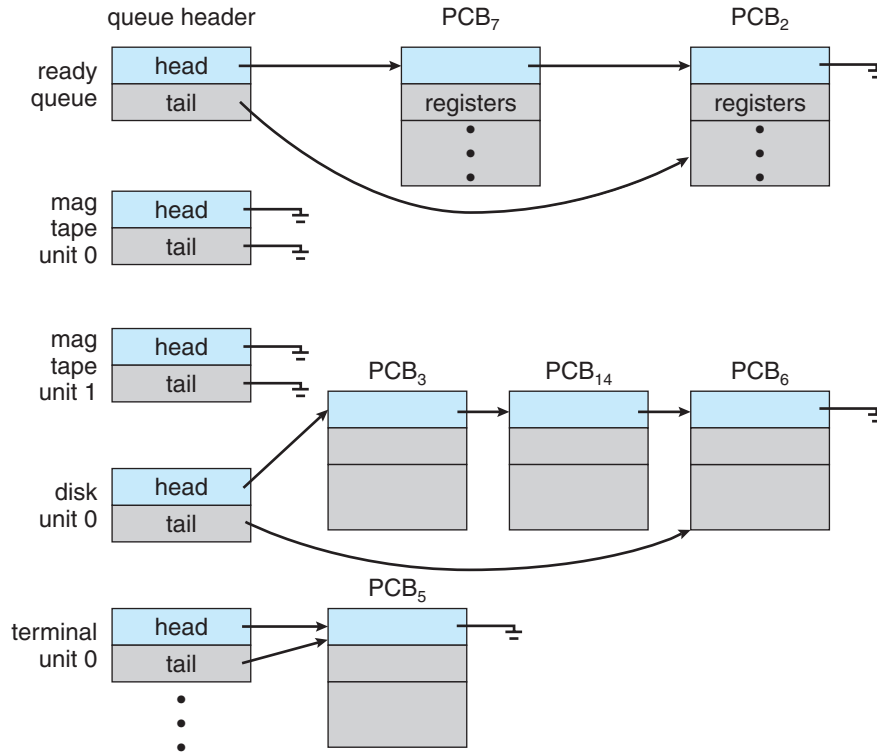 queue header
PCB₇
PCB₂
ready
queue
head
tail
registers
registers
mag
tape
unit 0
head
tail
mag
tape
unit 1
head
tail
PCB₃
PCB₁₄
PCB₆
disk
unit 0
head
tail
PCB₅
terminal
unit 0
head
tail